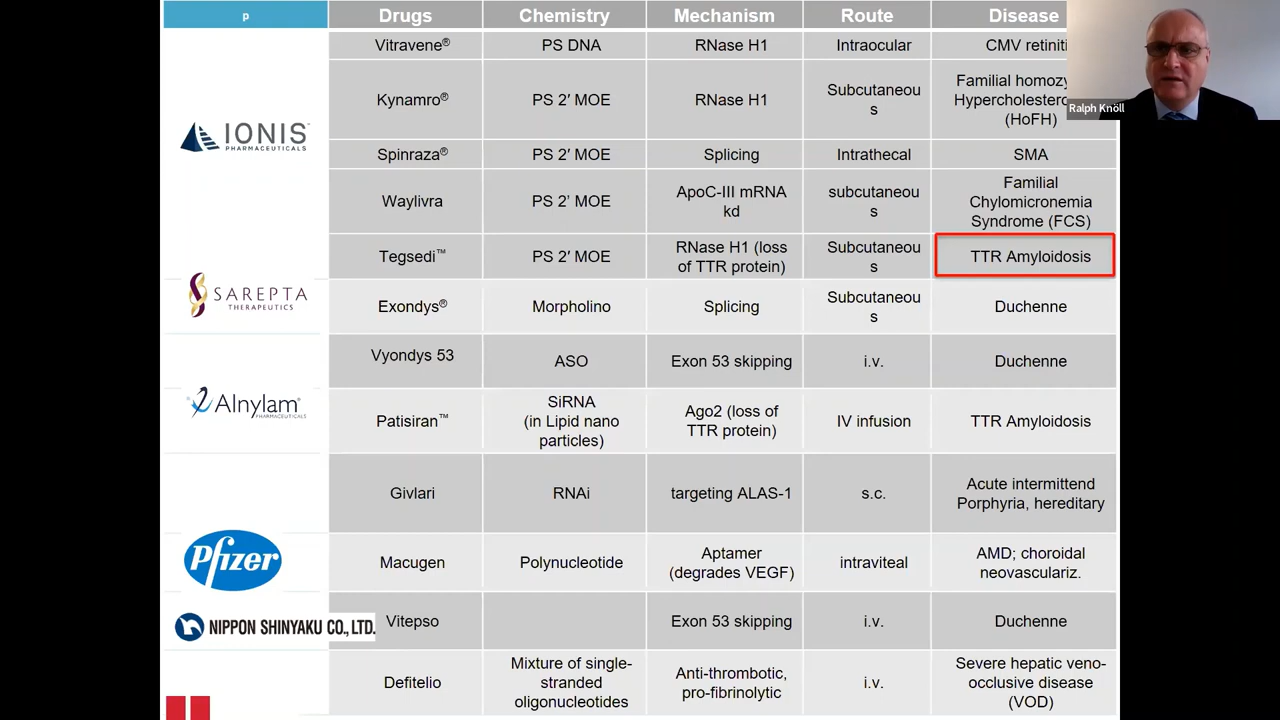 p
Drugs
Chemistry
Mechanism
Route
Disease
Vitravene®
PS DNA
RNase H1
Intraocular
CMV retiniti
Kynamro®
PS 2′ MOE
RNase H1
Subcutaneou
s
Familial homozy
Hypercholestero
(HoFH)
Ralph Knöll
IONIS™
PHARMACEUTICALS
Spinraza®
PS 2′ MOE
Splicing
Intrathecal
SMA
Waylivra
PS 2’ MOE
ApoC-III mRNA
kd
subcutaneou
s
Familial
Chylomicronemia
Syndrome (FCS)
Tegsedi™
PS 2′ MOE
RNase H1 (loss
of TTR protein)
Subcutaneou
s
TTR Amyloidosis
SAREPTA
THERAPEUTICS
Exondys®
Morpholino
Splicing
Subcutaneou
s
Duchenne
Vyondys 53
ASO
Exon 53 skipping
i.v.
Duchenne
Alnylam®
PHARMACEUTICALS
Patisiran™
SiRNA
(in Lipid nano
particles)
Ago2 (loss of
TTR protein)
IV infusion
TTR Amyloidosis
Givlari
RNAi
targeting ALAS-1
s.c.
Acute intermittend
Porphyria, hereditary
Pfizer
Macugen
Polynucleotide
Aptamer
(degrades VEGF)
intraviteal
AMD; choroidal
neovasculariz.
NIPPON SHINYAKU CO., LTD.
Vitepso
Exon 53 skipping
i.v.
Duchenne
Defitelio
Mixture of single-
stranded
oligonucleotides
Anti-thrombotic,
pro-fibrinolytic
i.v.
Severe hepatic veno-
occlusive disease
(VOD)